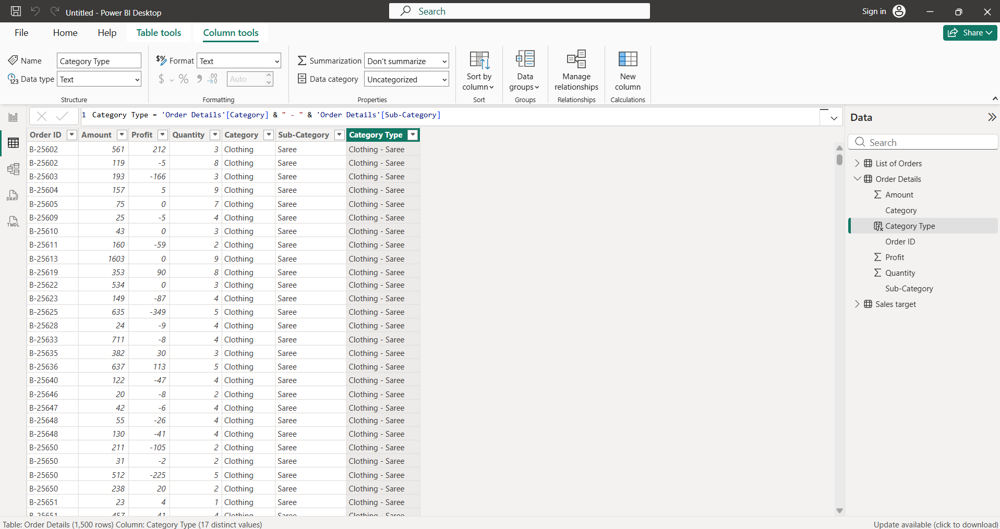 Untitled - Power BI Desktop
Search
Sign in
File Home Help Table tools Column tools
Share
Name Category Type
Data type Text
Structure
Format Text
$ % Auto
Formatting
Summarization Don't summarize
Data category Uncategorized
Properties
Sort by
column
Sort
Data
groups
Groups
Manage
relationships
Relationships
New
column
Calculations
1 Category Type = 'Order Details'[Category] & " - " & 'Order Details'[Sub-Category]
Order ID Amount Profit Quantity Category Sub-Category Category Type
B-25602 561 212 3 Clothing Saree Clothing - Saree
B-25602 119 -5 8 Clothing Saree Clothing - Saree
B-25603 193 -166 3 Clothing Saree Clothing - Saree
B-25604 157 5 9 Clothing Saree Clothing - Saree
B-25605 75 0 7 Clothing Saree Clothing - Saree
B-25609 25 -5 4 Clothing Saree Clothing - Saree
B-25610 43 0 3 Clothing Saree Clothing - Saree
B-25611 160 -59 2 Clothing Saree Clothing - Saree
B-25613 1603 0 9 Clothing Saree Clothing - Saree
B-25619 353 90 8 Clothing Saree Clothing - Saree
B-25622 534 0 3 Clothing Saree Clothing - Saree
B-25623 149 -87 4 Clothing Saree Clothing - Saree
B-25625 635 -349 5 Clothing Saree Clothing - Saree
B-25628 24 -9 4 Clothing Saree Clothing - Saree
B-25633 711 -8 4 Clothing Saree Clothing - Saree
B-25635 382 30 3 Clothing Saree Clothing - Saree
B-25636 637 113 5 Clothing Saree Clothing - Saree
B-25640 122 -47 4 Clothing Saree Clothing - Saree
B-25646 20 -8 2 Clothing Saree Clothing - Saree
B-25647 42 -6 4 Clothing Saree Clothing - Saree
B-25648 55 -26 4 Clothing Saree Clothing - Saree
B-25648 130 -41 4 Clothing Saree Clothing - Saree
B-25650 211 -105 2 Clothing Saree Clothing - Saree
B-25650 31 -2 2 Clothing Saree Clothing - Saree
B-25650 512 -225 5 Clothing Saree Clothing - Saree
B-25650 238 20 2 Clothing Saree Clothing - Saree
B-25651 23 4 1 Clothing Saree Clothing - Saree
B-25651 457 41 4 Clothing Saree Clothing - Saree
DAX
TMDL
Data
Search
List of Orders
Order Details
Amount
Category
Category Type
Order ID
Profit
Quantity
Sub-Category
Sales target
Table: Order Details (1,500 rows) Column: Category Type (17 distinct values)
Update available (click to download)